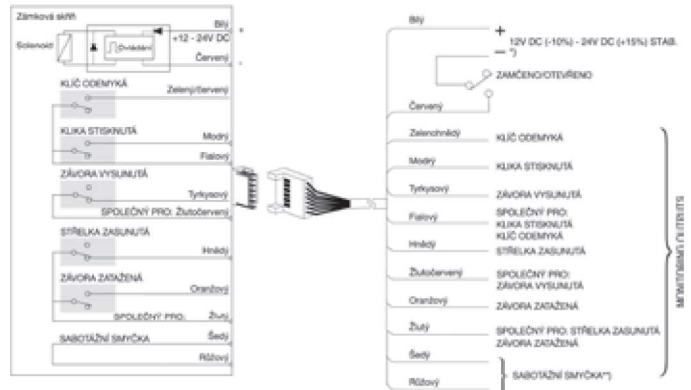 Zámková skříň
Bílý
+
+12 - 24V DC
Solenoid
Ovládání
Červený
-
KLÍČ ODEMYKÁ
Zelený/červený
KLIKA STISKNUTÁ
Modrý
Fialový
ZÁVORA VYSUNUTÁ
Tyrkysový
SPOLEČNÝ PRO: Žlutočervený
STŘELKA ZASUNUTÁ
Hnědý
ZÁVORA ZATAŽENÁ
Oranžový
SPOLEČNÝ PRO: Žlutý
SABOTÁŽNÍ SMYČKA
Šedý
Růžový
Bílý
+
12V DC (-10%) - 24V DC (+15%) STAB.
— *)
ZAMČENO/OTEVŘENO
Červený
Zelenohnědý
KLÍČ ODEMYKÁ
Modrý
KLIKA STISKNUTÁ
Tyrkysový
ZÁVORA VYSUNUTÁ
Fialový
SPOLEČNÝ PRO:
KLIKA STISKNUTÁ
KLÍČ ODEMYKÁ
Hnědý
STŘELKA ZASUNUTÁ
Žlutočervený
SPOLEČNÝ PRO:
ZÁVORA VYSUNUTÁ
Oranžový
ZÁVORA ZATAŽENÁ
Žlutý
SPOLEČNÝ PRO: STŘELKA ZASUNUTÁ
ZÁVORA ZATAŽENÁ
Šedý
SABOTÁŽNÍ SMYČKA**)
Růžový